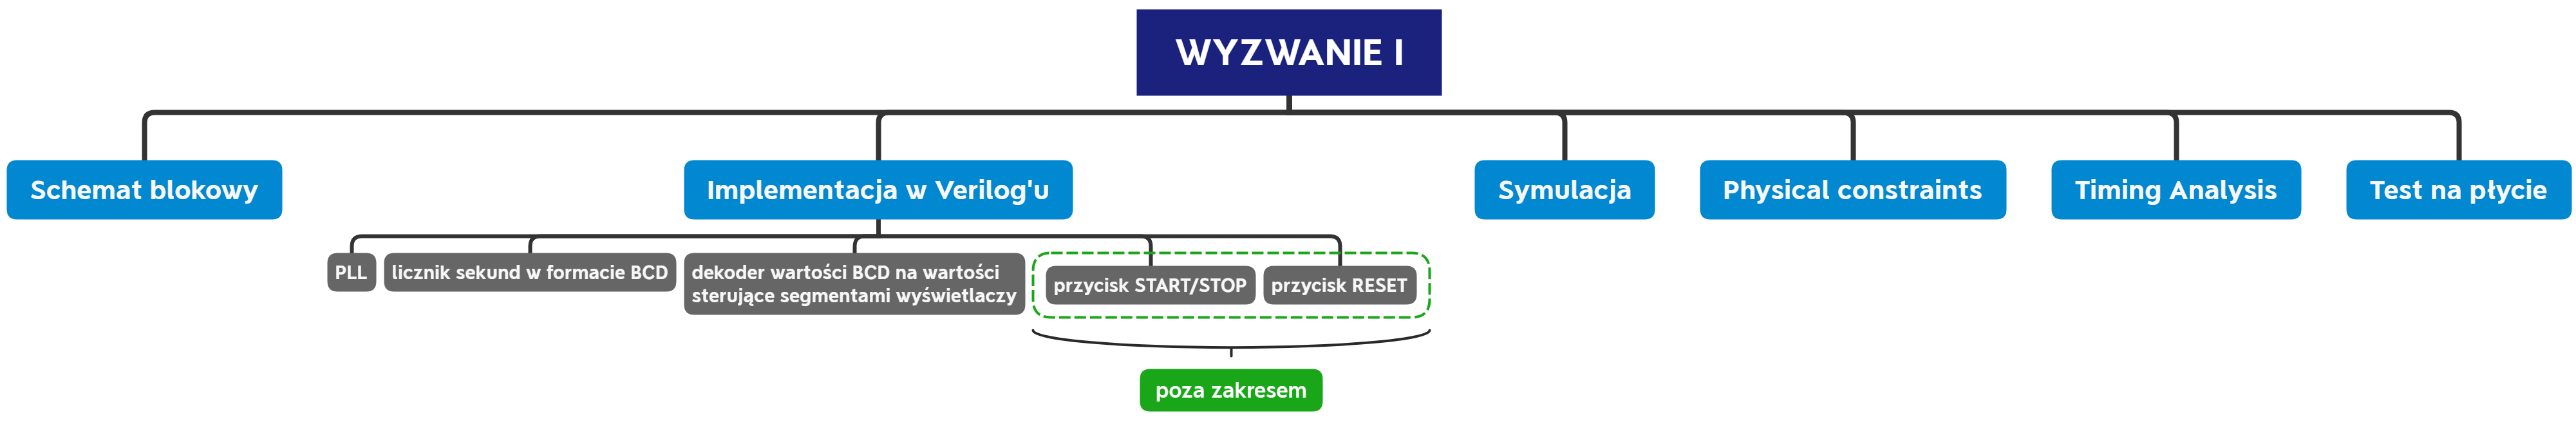 WYZWANIE I
Schemat blokowy
Implementacja w Verilog'u
Symulacja
Physical constraints
Timing Analysis
Test na płycie
PLL
licznik sekund w formacie BCD
dekoder wartości BCD na wartości
sterujące segmentami wyświetlaczy
przycisk START/STOP
przycisk RESET
poza zakresem